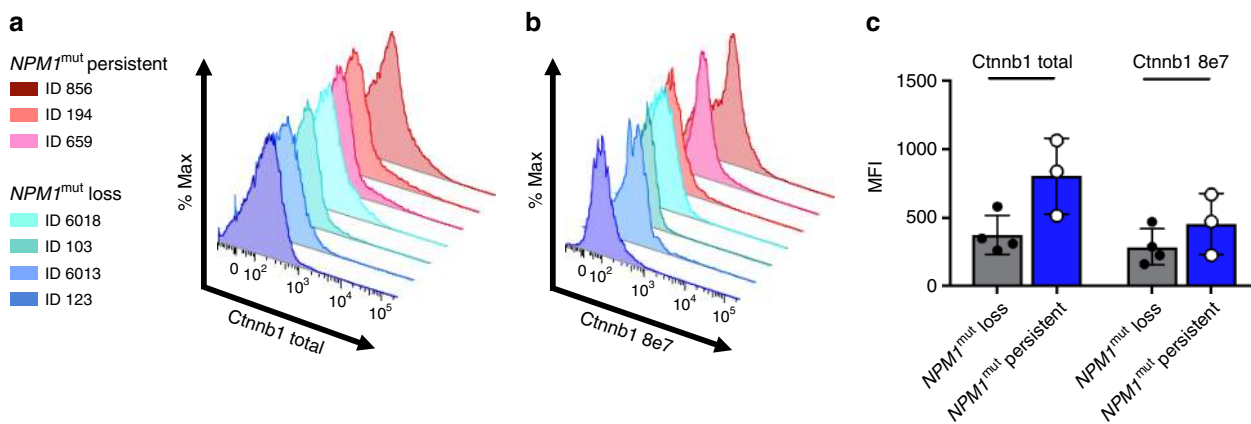 a
NPM1mut persistent
ID 856
ID 194
ID 659
NPM1mut loss
ID 6018
ID 103
ID 6013
ID 123
% Max
0 10² 10³ 10⁴ 10⁵
Ctnnb1 total
b
% Max
0 10² 10³ 10⁴ 10⁵
Ctnnb1 8e7
c
Ctnnb1 total Ctnnb1 8e7
1500
1000
500
0
MFI
NPM1mut loss
NPM1mut persistent
NPM1mut loss
NPM1mut persistent